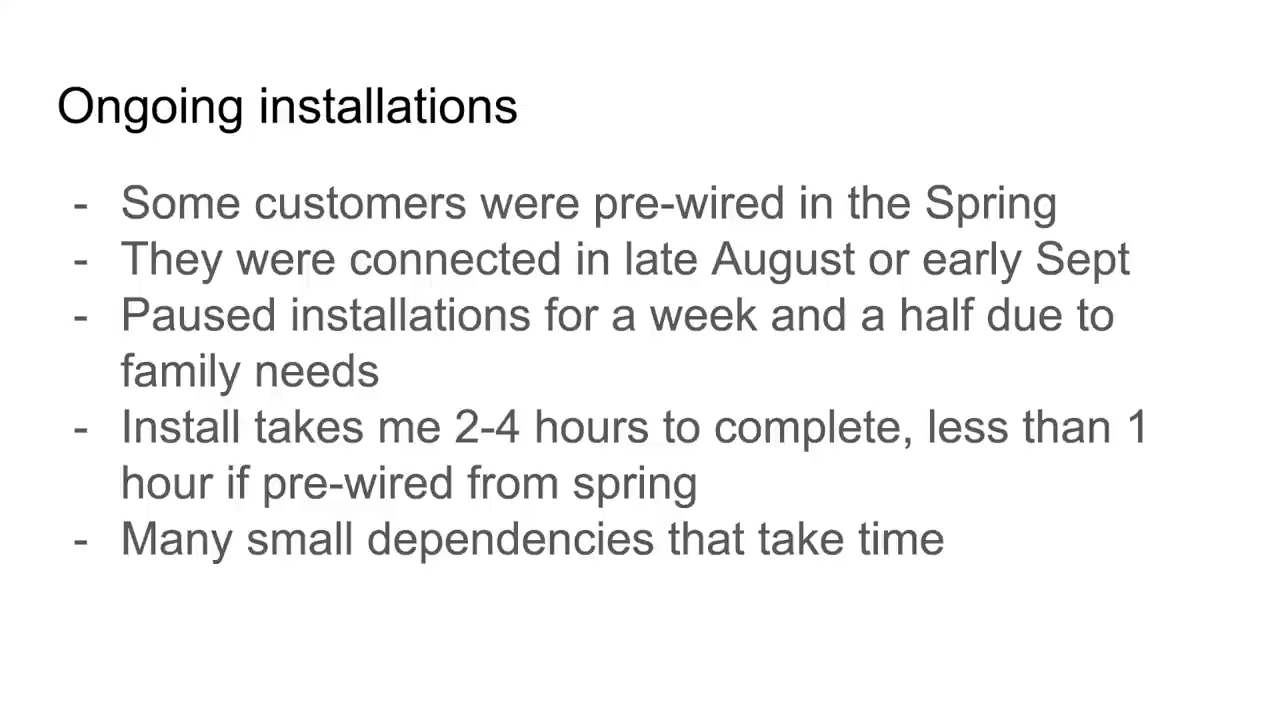 Ongoing installations
- Some customers were pre-wired in the Spring
- They were connected in late August or early Sept
- Paused installations for a week and a half due to
family needs
- Install takes me 2-4 hours to complete, less than 1
hour if pre-wired from spring
- Many small dependencies that take time